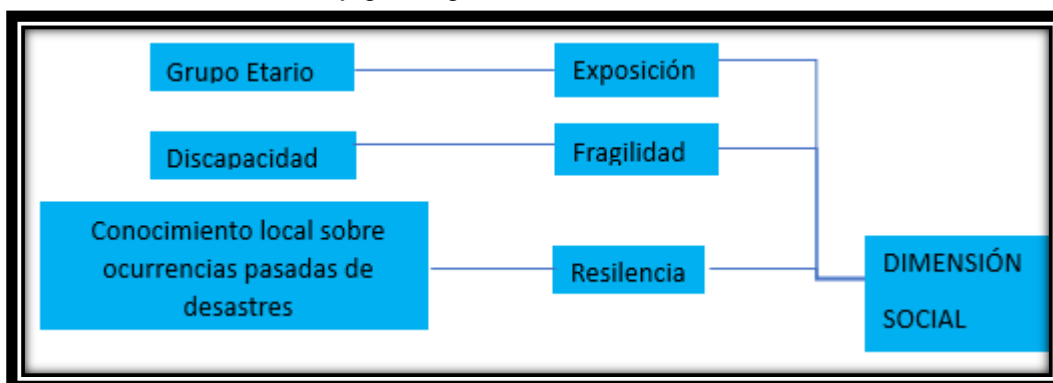 Grupo Etario
Exposición
Discapacidad
Fragilidad
Conocimiento local sobre
ocurrencias pasadas de
desastres
Resilencia
DIMENSIÓN
SOCIAL